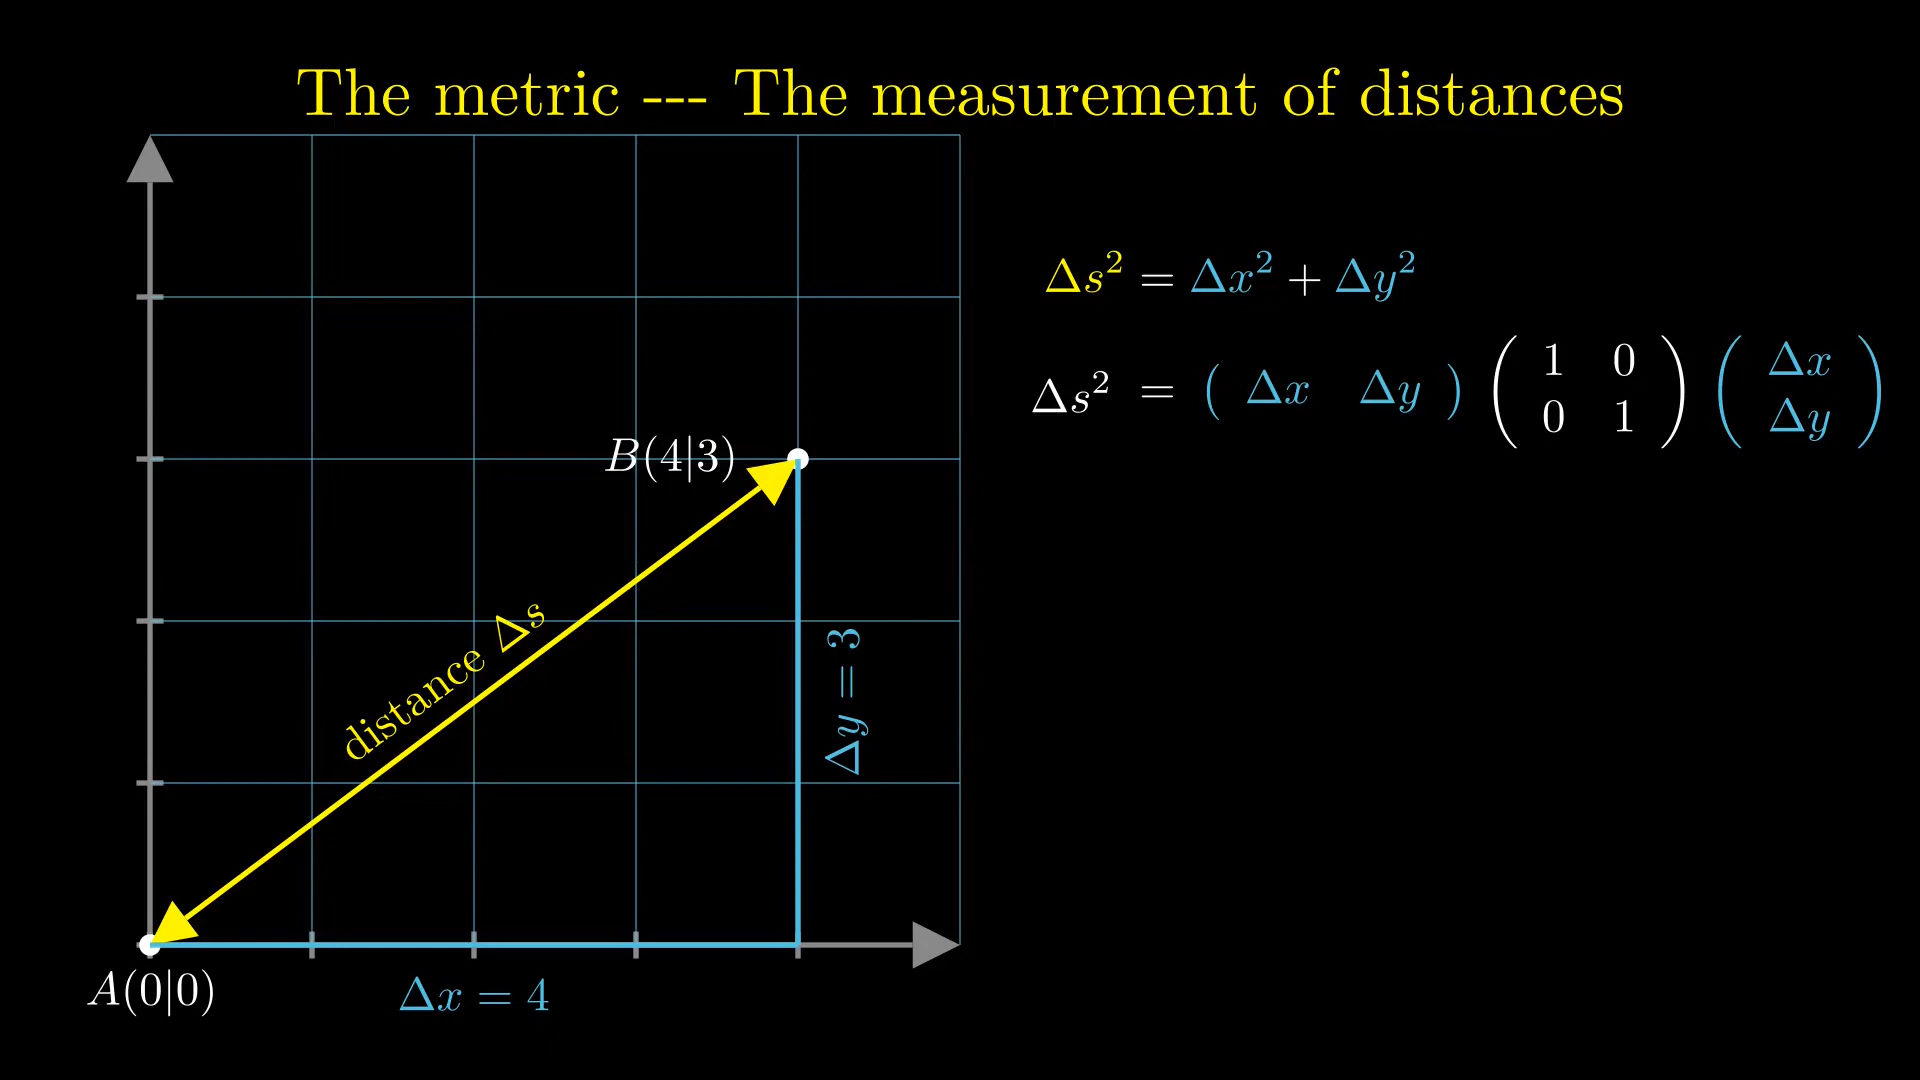 The metric --- The measurement of distances
Δs² = Δx² + Δy²
Δs² = ( Δx Δy ) ( 1 0
0 1 ) ( Δx
Δy )
B(4|3)
distance Δs
Δy = 3
A(0|0)
Δx = 4